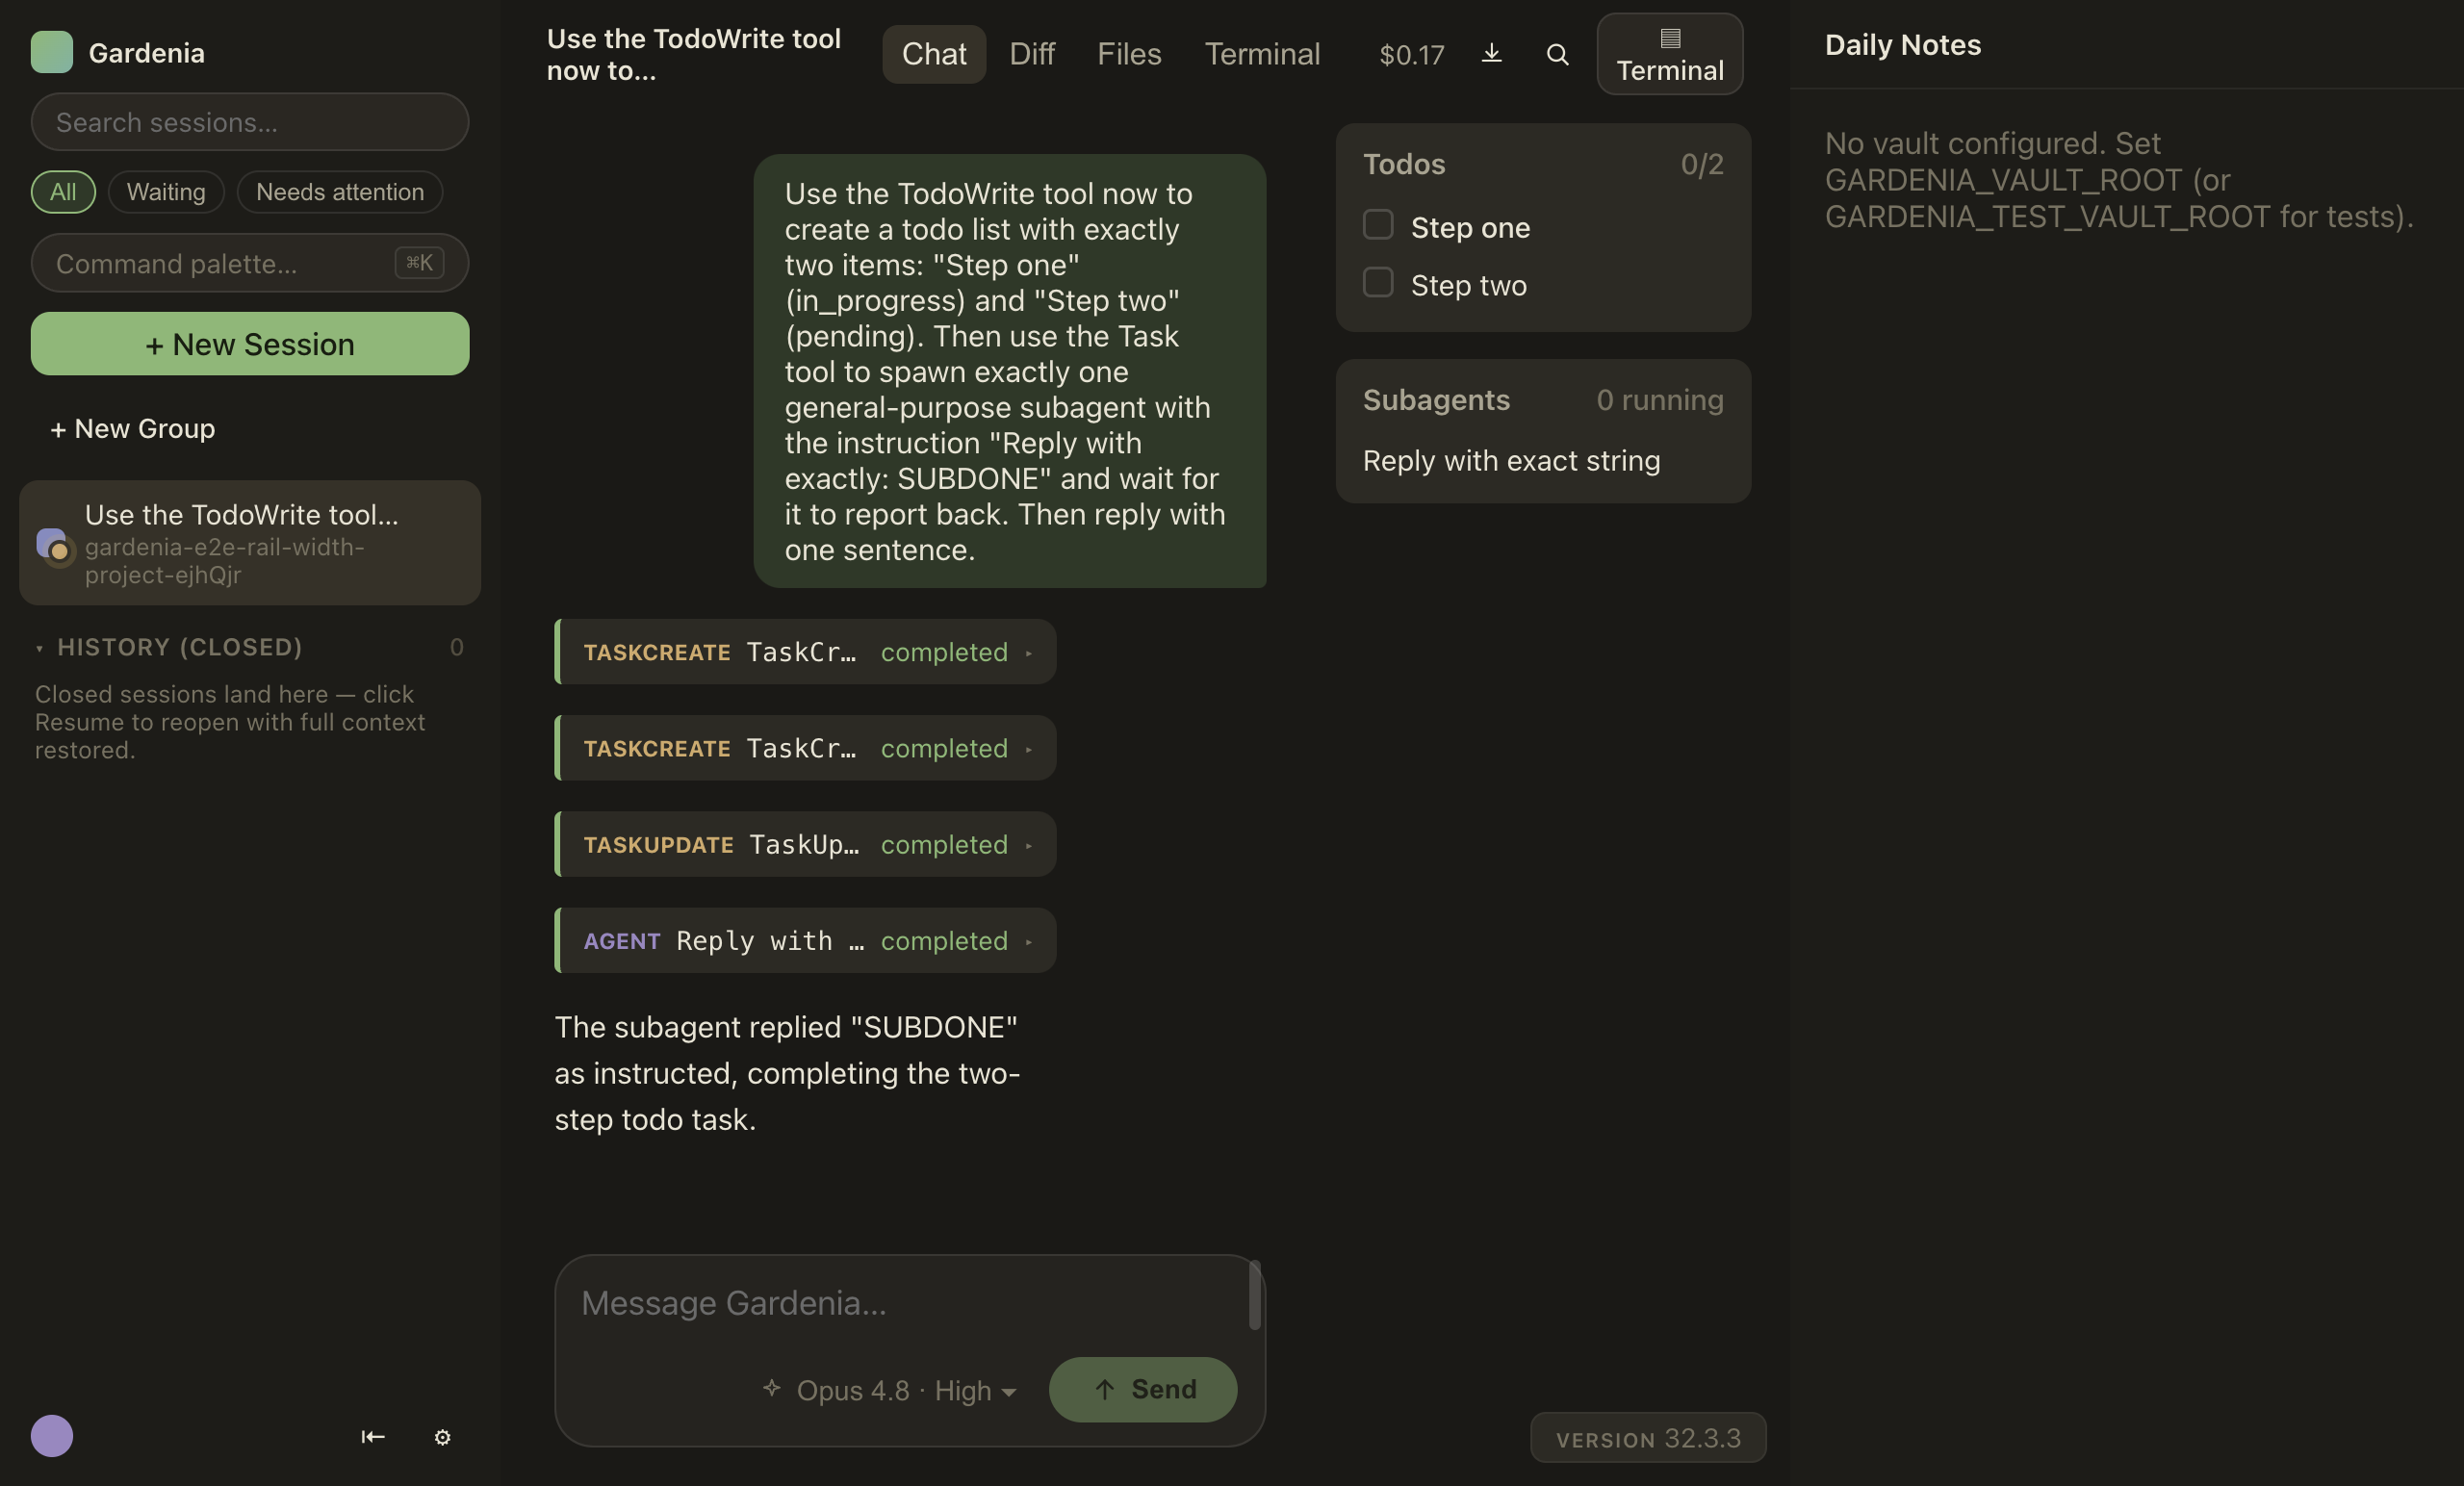 Gardenia
Search sessions...
All
Waiting
Needs attention
Command palette...
⌘K
+ New Session
+ New Group
Use the TodoWrite tool...
gardenia-e2e-rail-width-
project-ejhQjr
▾ HISTORY (CLOSED) 0
Closed sessions land here — click
Resume to reopen with full context
restored.
Use the TodoWrite tool
now to...
Chat
Diff
Files
Terminal
$0.17
Terminal
Use the TodoWrite tool now to
create a todo list with exactly
two items: "Step one"
(in_progress) and "Step two"
(pending). Then use the Task
tool to spawn exactly one
general-purpose subagent with
the instruction "Reply with
exactly: SUBDONE" and wait for
it to report back. Then reply with
one sentence.
TASKCREATE TaskCr… completed ▸
TASKCREATE TaskCr… completed ▸
TASKUPDATE TaskUp… completed ▸
AGENT Reply with … completed ▸
The subagent replied "SUBDONE"
as instructed, completing the two-
step todo task.
Message Gardenia...
Opus 4.8 · High
Send
Todos 0/2
Step one
Step two
Subagents 0 running
Reply with exact string
VERSION 32.3.3
Daily Notes
No vault configured. Set
GARDENIA_VAULT_ROOT (or
GARDENIA_TEST_VAULT_ROOT for tests).